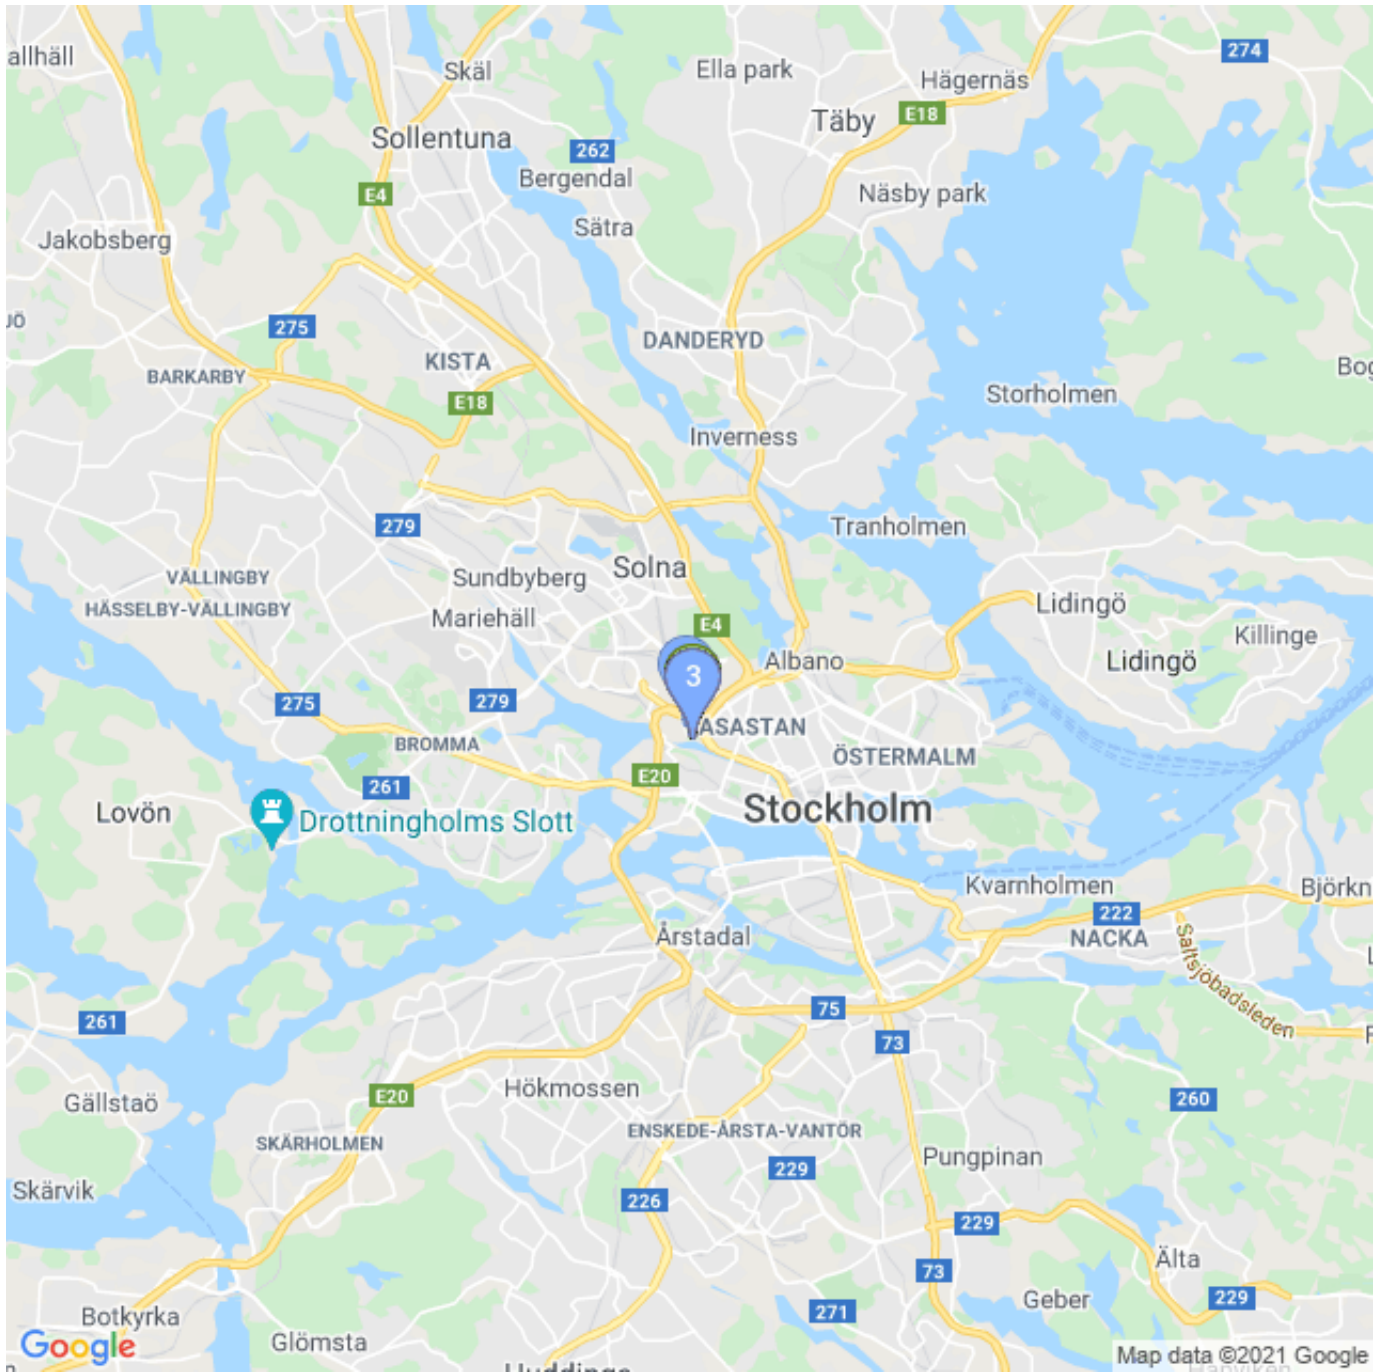 allhäll
Skäl
Ella park
Hägernäs
274
E18
Täby
Sollentuna
262
Bergendal
E4
Näsby park
Sätra
Jakobsberg
275
DANDERYD
KISTA
BARKARBY
E18
Storholmen
Inverness
279
Tranholmen
Solna
VÄLLINGBY
Sundbyberg
HÄSSELBY-VÄLLINGBY
Mariehäll
Lidingö
E4
Killinge
Albano
Lidingö
3
275
279
ASASTAN
BROMMA
ÖSTERMALM
E20
261
Stockholm
Lovön
Drottningholms Slott
Kvarnholmen
Björkn
222
Årstadal
NACKA
Saltsjöbadsleden
75
261
73
Hökmossen
E20
Gällstaö
260
ENSKEDE-ÅRSTA-VANTÖR
SKÄRHOLMEN
Pungpinan
229
Skärvik
226
229
Älta
73
Geber
229
271
Botkyrka
Glömsta
Google
Map data ©2021 Google